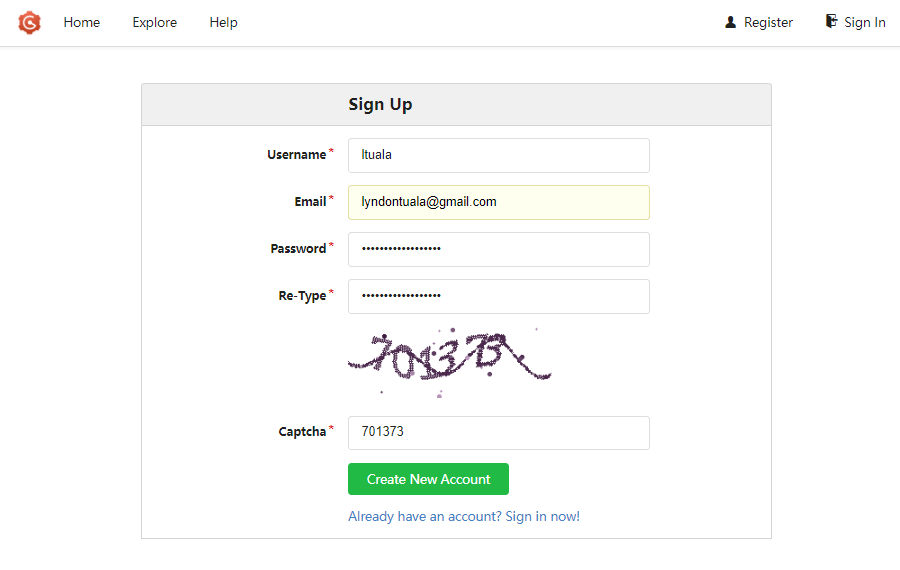 Home Explore Help Register Sign In
Sign Up
Username * ltuala
Email * lyndontuala@gmail.com
Password * ••••••••••••••••••
Re-Type * ••••••••••••••••••
701373
Captcha * 701373
Create New Account
Already have an account? Sign in now!